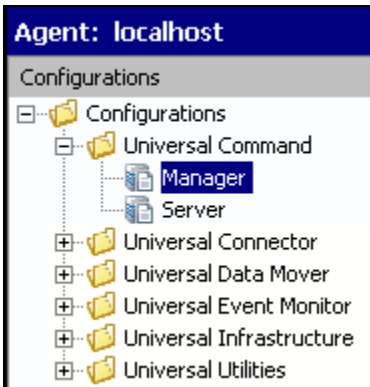 Agent: localhost
Configurations
Configurations
Universal Command
Manager
Server
Universal Connector
Universal Data Mover
Universal Event Monitor
Universal Infrastructure
Universal Utilities